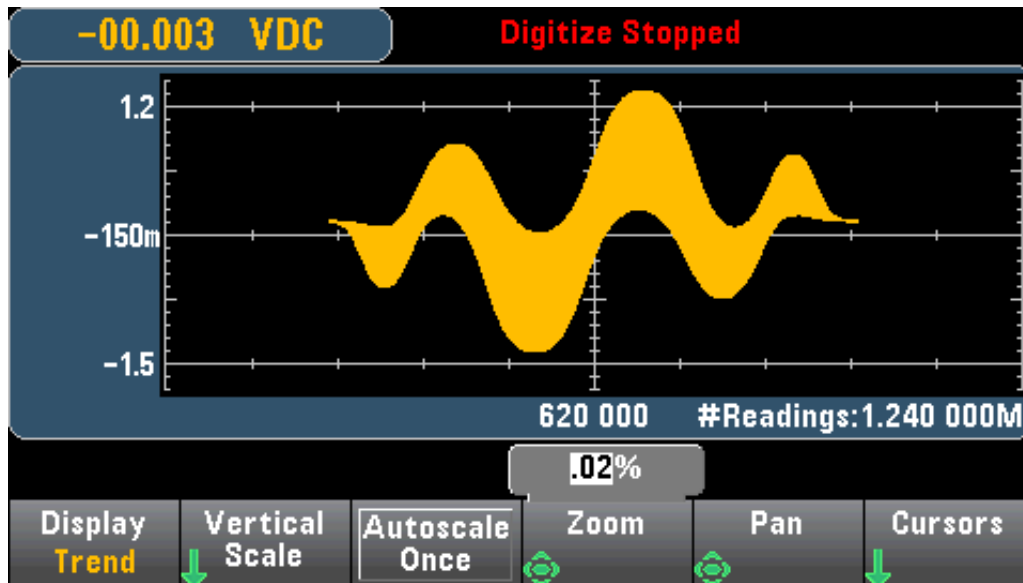 -00.003 VDC
Digitize Stopped
1.2
-150m
-1.5
620 000 #Readings:1.240 000M
.02%
Display
Trend
Vertical
Scale
Autoscale
Once
Zoom
Pan
Cursors